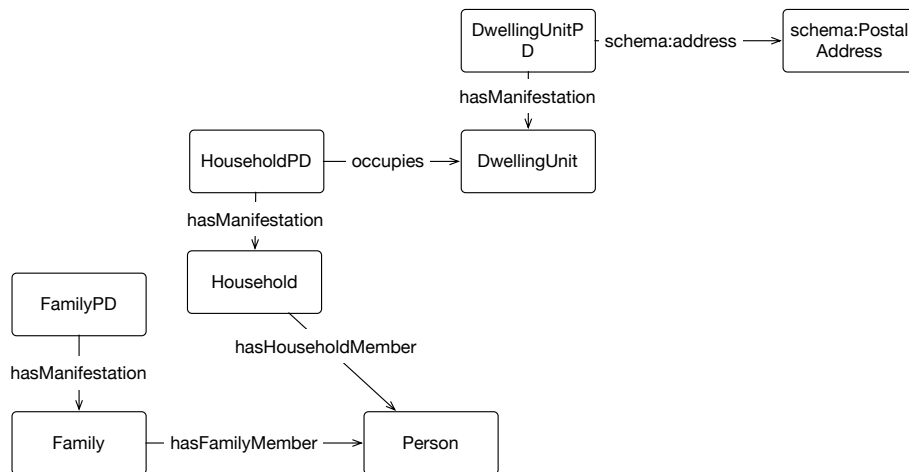 DwellingUnitP
D
schema:address
schema:Postal
Address
hasManifestation
HouseholdPD
occupies
DwellingUnit
hasManifestation
Household
FamilyPD
hasHouseholdMember
hasManifestation
Family
hasFamilyMember
Person